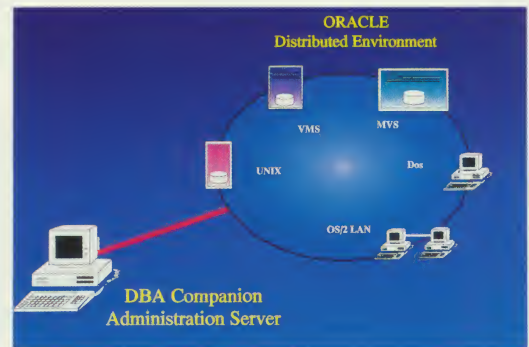 ORACLE
Distributed Environment
VMS
MVS
UNIX
Dos
OS/2 LAN
DBA Companion
Administration Server